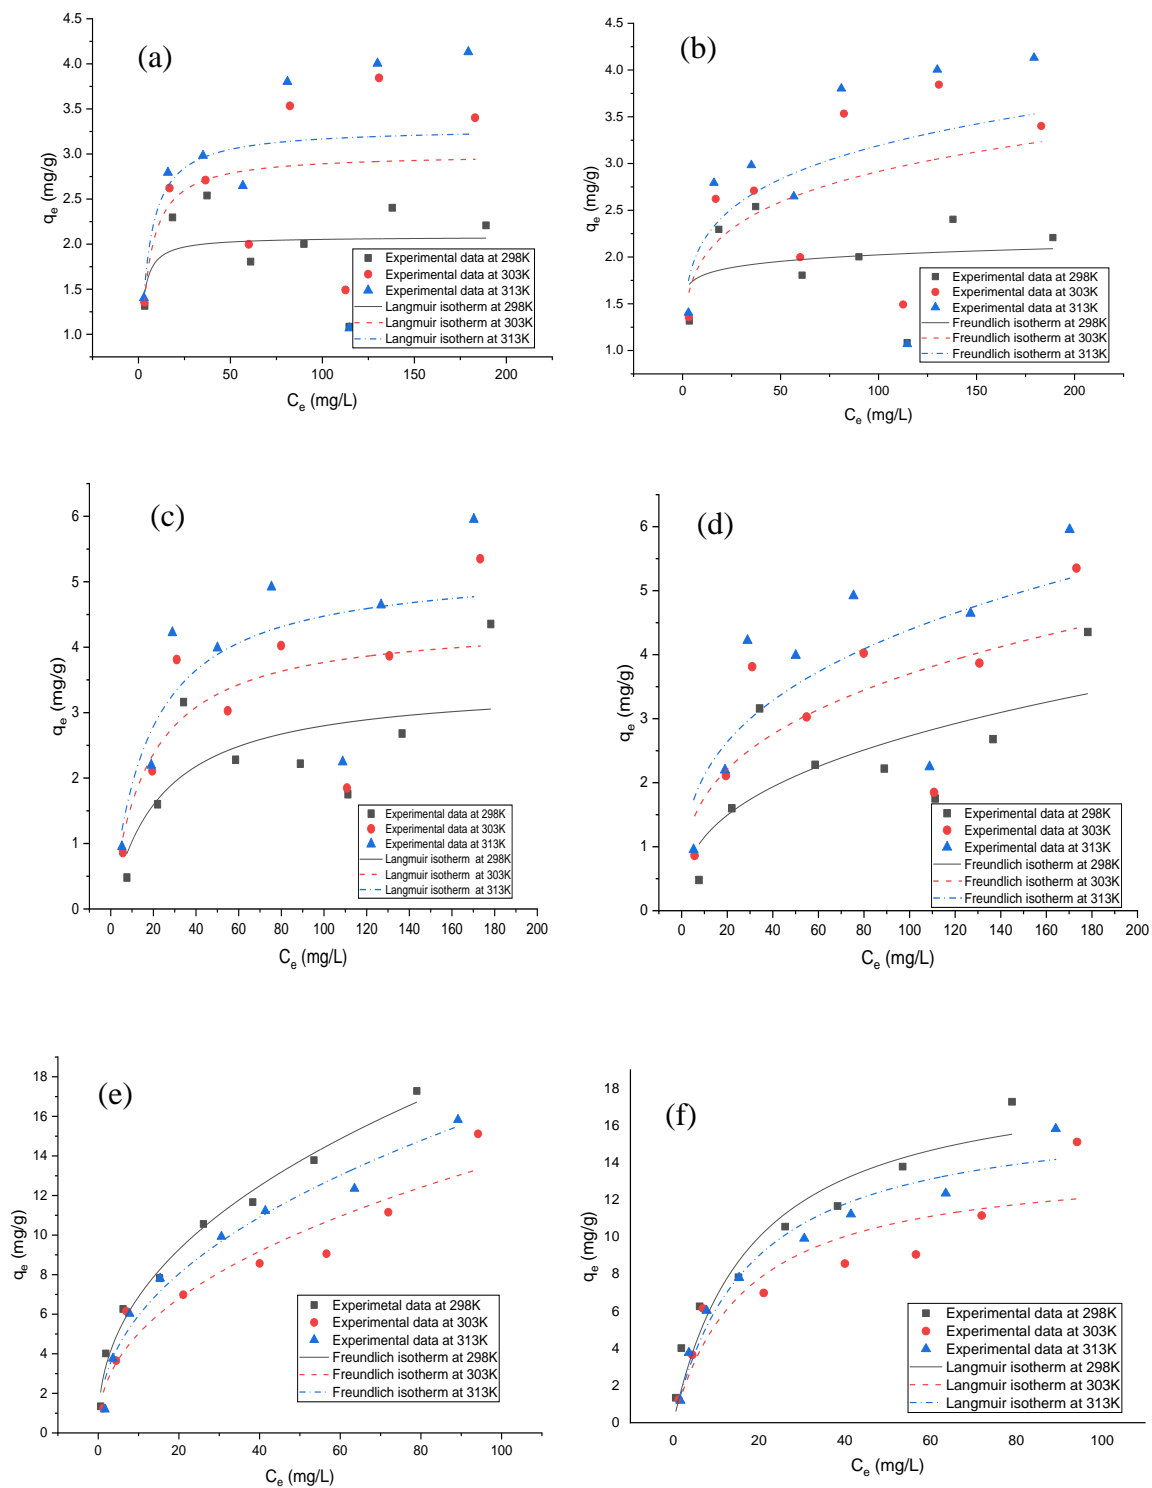 (a)
4.5
4.0
3.5
3.0
2.5
2.0
1.5
1.0
q_e (mg/g)
0 50 100 150 200
C_e (mg/L)
Experimental data at 298K
Experimental data at 303K
Experimental data at 313K
Langmuir isotherm at 298K
Langmuir isotherm at 303K
Langmuir isothern at 313K
(b)
4.5
4.0
3.5
3.0
2.5
2.0
1.5
1.0
q_e (mg/g)
0 50 100 150 200
C_e (mg/L)
Experimental data at 298K
Experimental data at 303K
Experimental data at 313K
Freundlich isotherm at 298K
Freundlich isotherm at 303K
Freundlich isotherm at 313K
(c)
6
5
4
3
2
1
0
q_e (mg/g)
0 20 40 60 80 100 120 140 160 180 200
C_e (mg/L)
Experimental data at 298K
Experimental data at 303K
Experimental data at 313K
Langmuir isotherm at 298K
Langmuir isotherm at 303K
Langmuir isotherm at 313K
(d)
6
5
4
3
2
1
0
q_e (mg/g)
0 20 40 60 80 100 120 140 160 180 200
C_e (mg/L)
Experimental data at 298K
Experimental data at 303K
Experimental data at 313K
Freundlich isotherm at 298K
Freundlich isotherm at 303K
Freundlich isotherm at 313K
(e)
18
16
14
12
10
8
6
4
2
0
q_e (mg/g)
0 20 40 60 80 100
C_e (mg/L)
Experimetal data at 298K
Experimental data at 303K
Experimental data at 313K
Freundlich isotherm at 298K
Freundlich isotherm at 303K
Freundlich isotherm at 313K
(f)
18
16
14
12
10
8
6
4
2
0
q_e (mg/g)
0 20 40 60 80 100
C_e (mg/L)
Experimental data at 298K
Experimental data at 303K
Experimental data at 313K
Langmuir isotherm at 298K
Langmuir isotherm at 303K
Langmuir isotherm at 313K